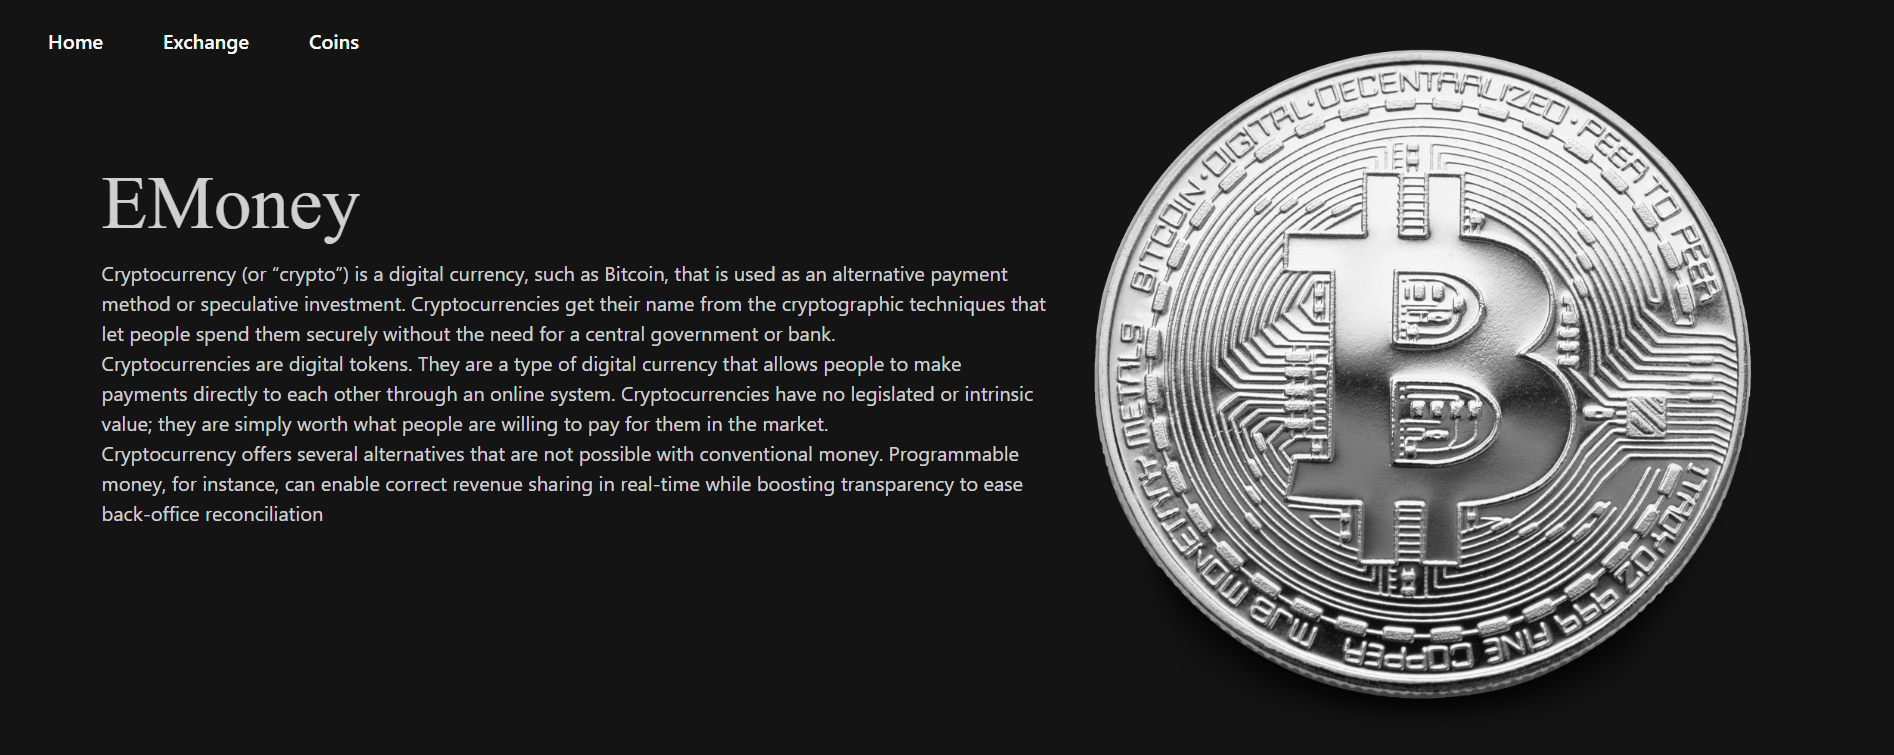 Home Exchange Coins
EMoney
Cryptocurrency (or “crypto”) is a digital currency, such as Bitcoin, that is used as an alternative payment
method or speculative investment. Cryptocurrencies get their name from the cryptographic techniques that
let people spend them securely without the need for a central government or bank.
Cryptocurrencies are digital tokens. They are a type of digital currency that allows people to make
payments directly to each other through an online system. Cryptocurrencies have no legislated or intrinsic
value; they are simply worth what people are willing to pay for them in the market.
Cryptocurrency offers several alternatives that are not possible with conventional money. Programmable
money, for instance, can enable correct revenue sharing in real-time while boosting transparency to ease
back-office reconciliation
BITCOIN·DIGITAL·DECENTRALIZED·PEER TO PEER
1 TROY OZ 999 FINE COPPER MJB MONETARY METALS